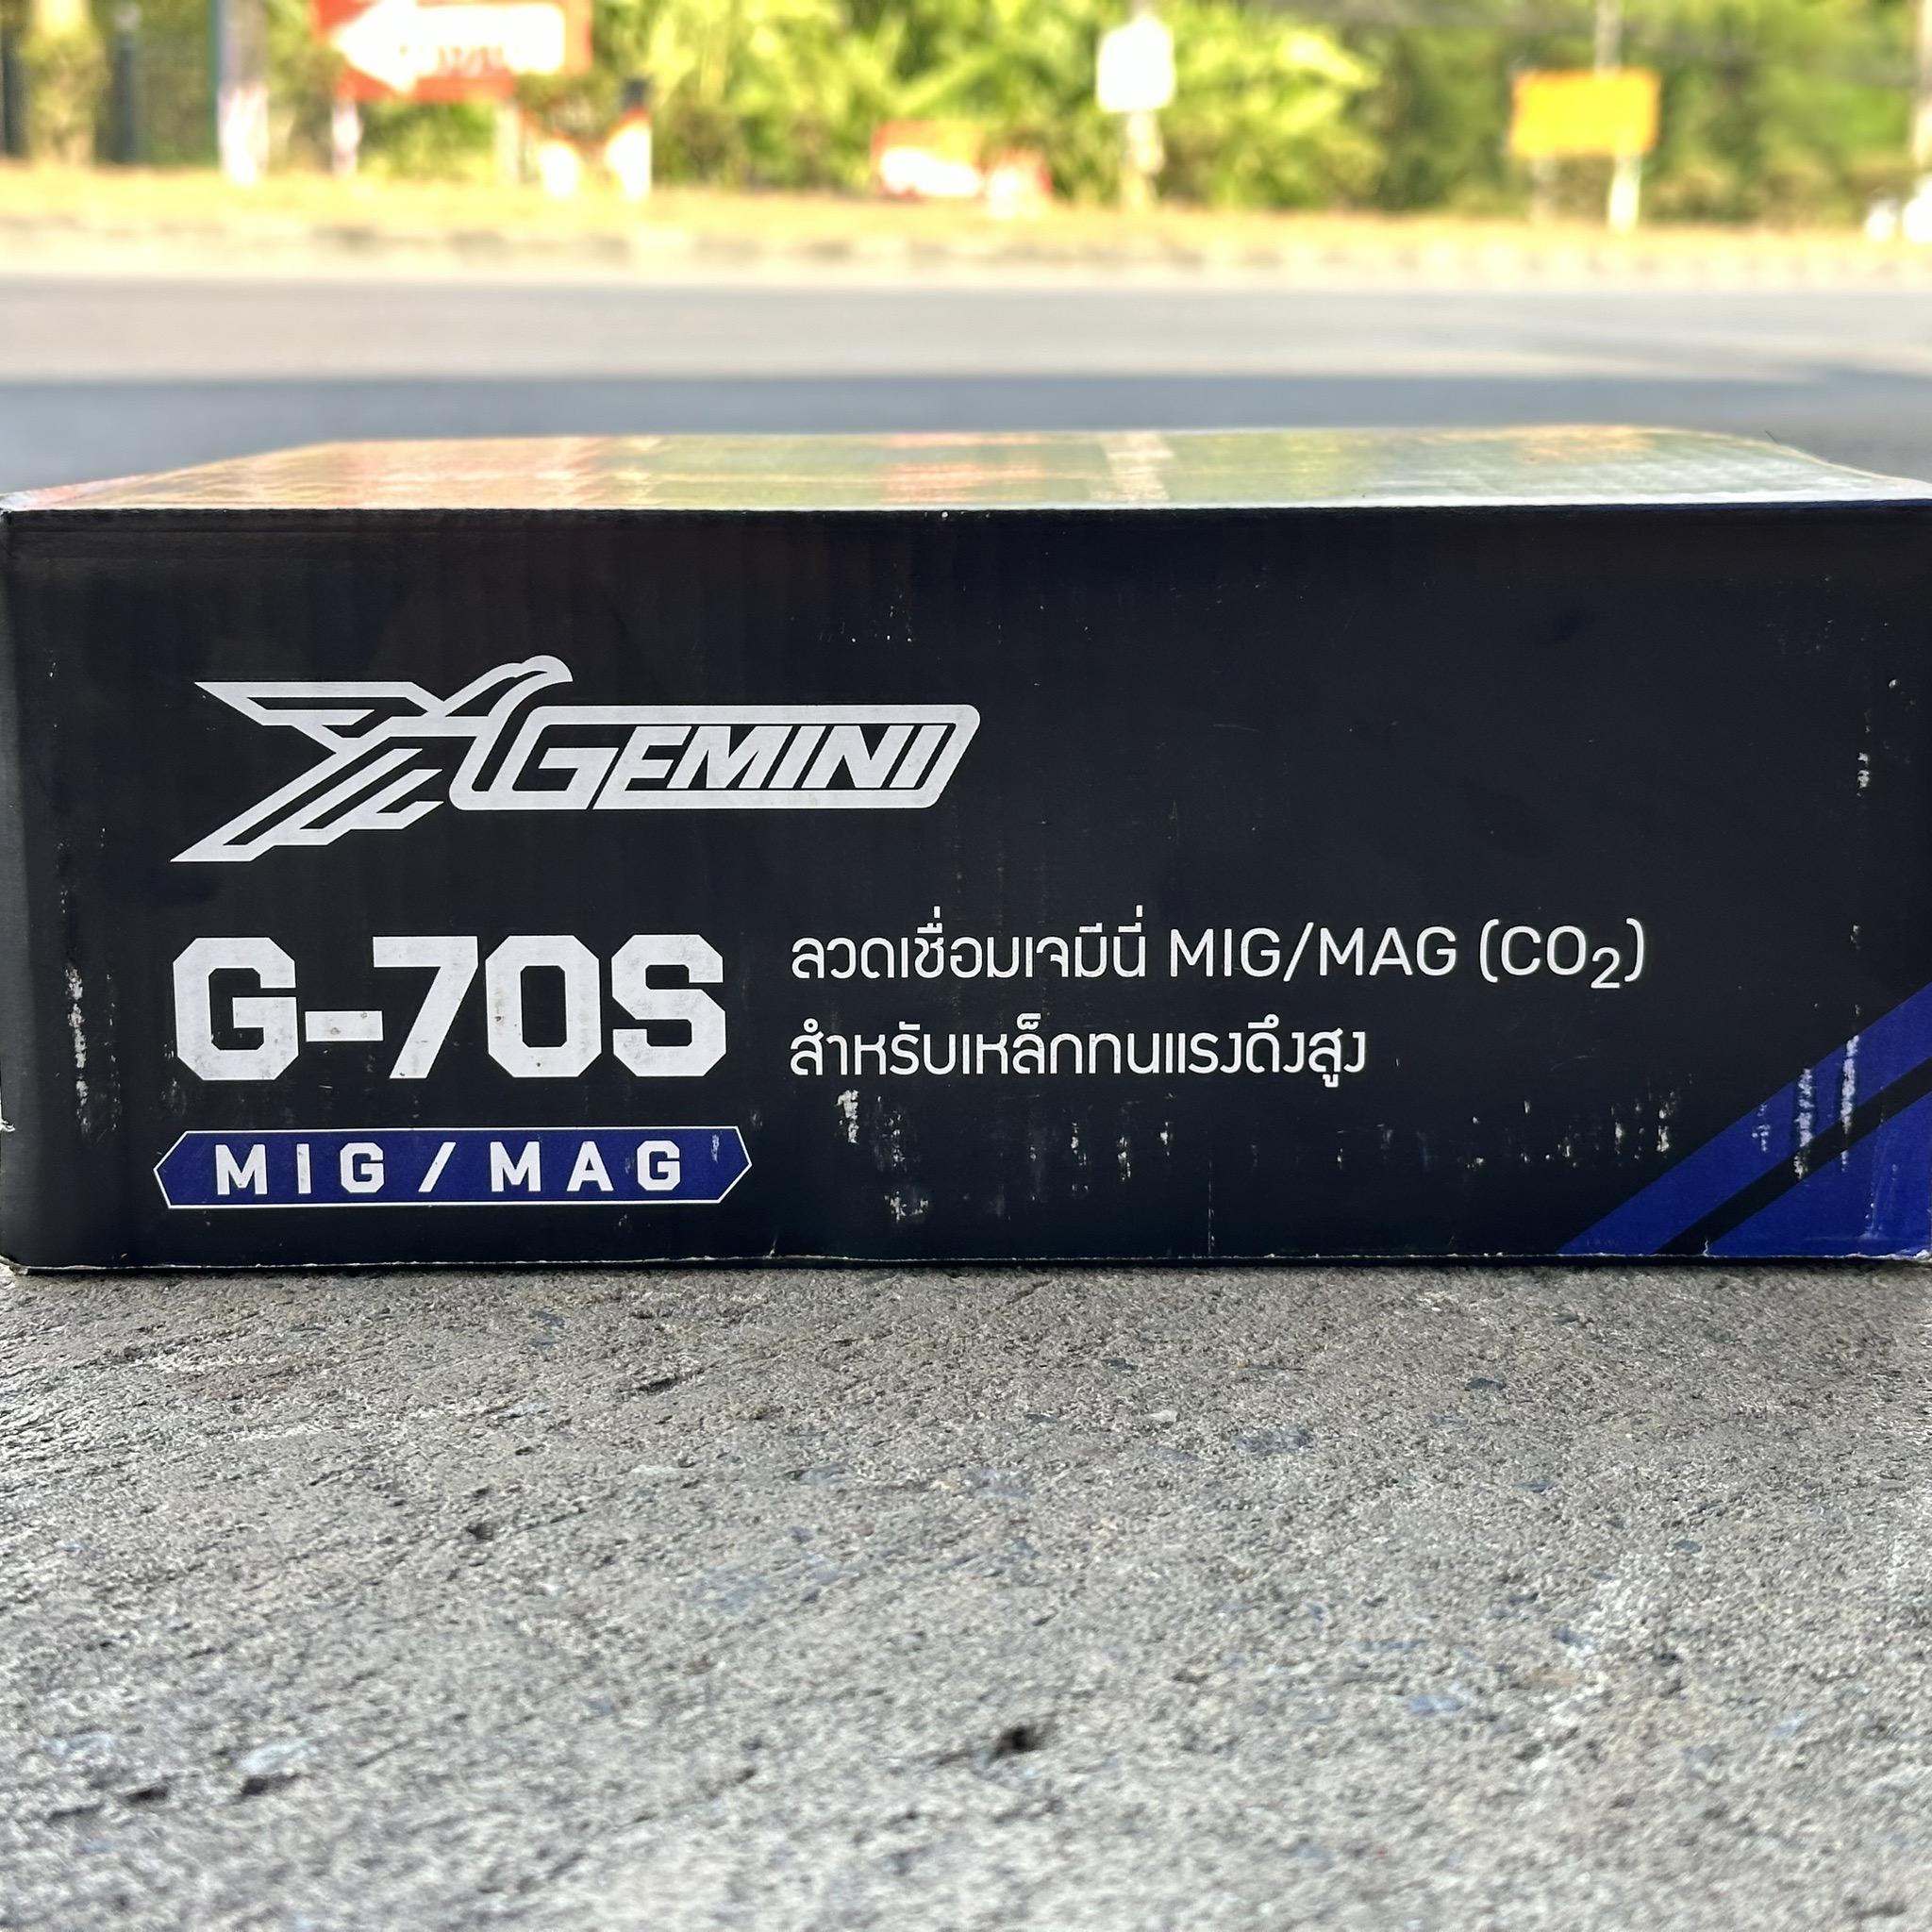 GEMINI
G-70S
ลวดเชื่อมเจมีนี่ MIG/MAG (CO₂)
สำหรับเหล็กทนแรงดึงสูง
MIG/MAG